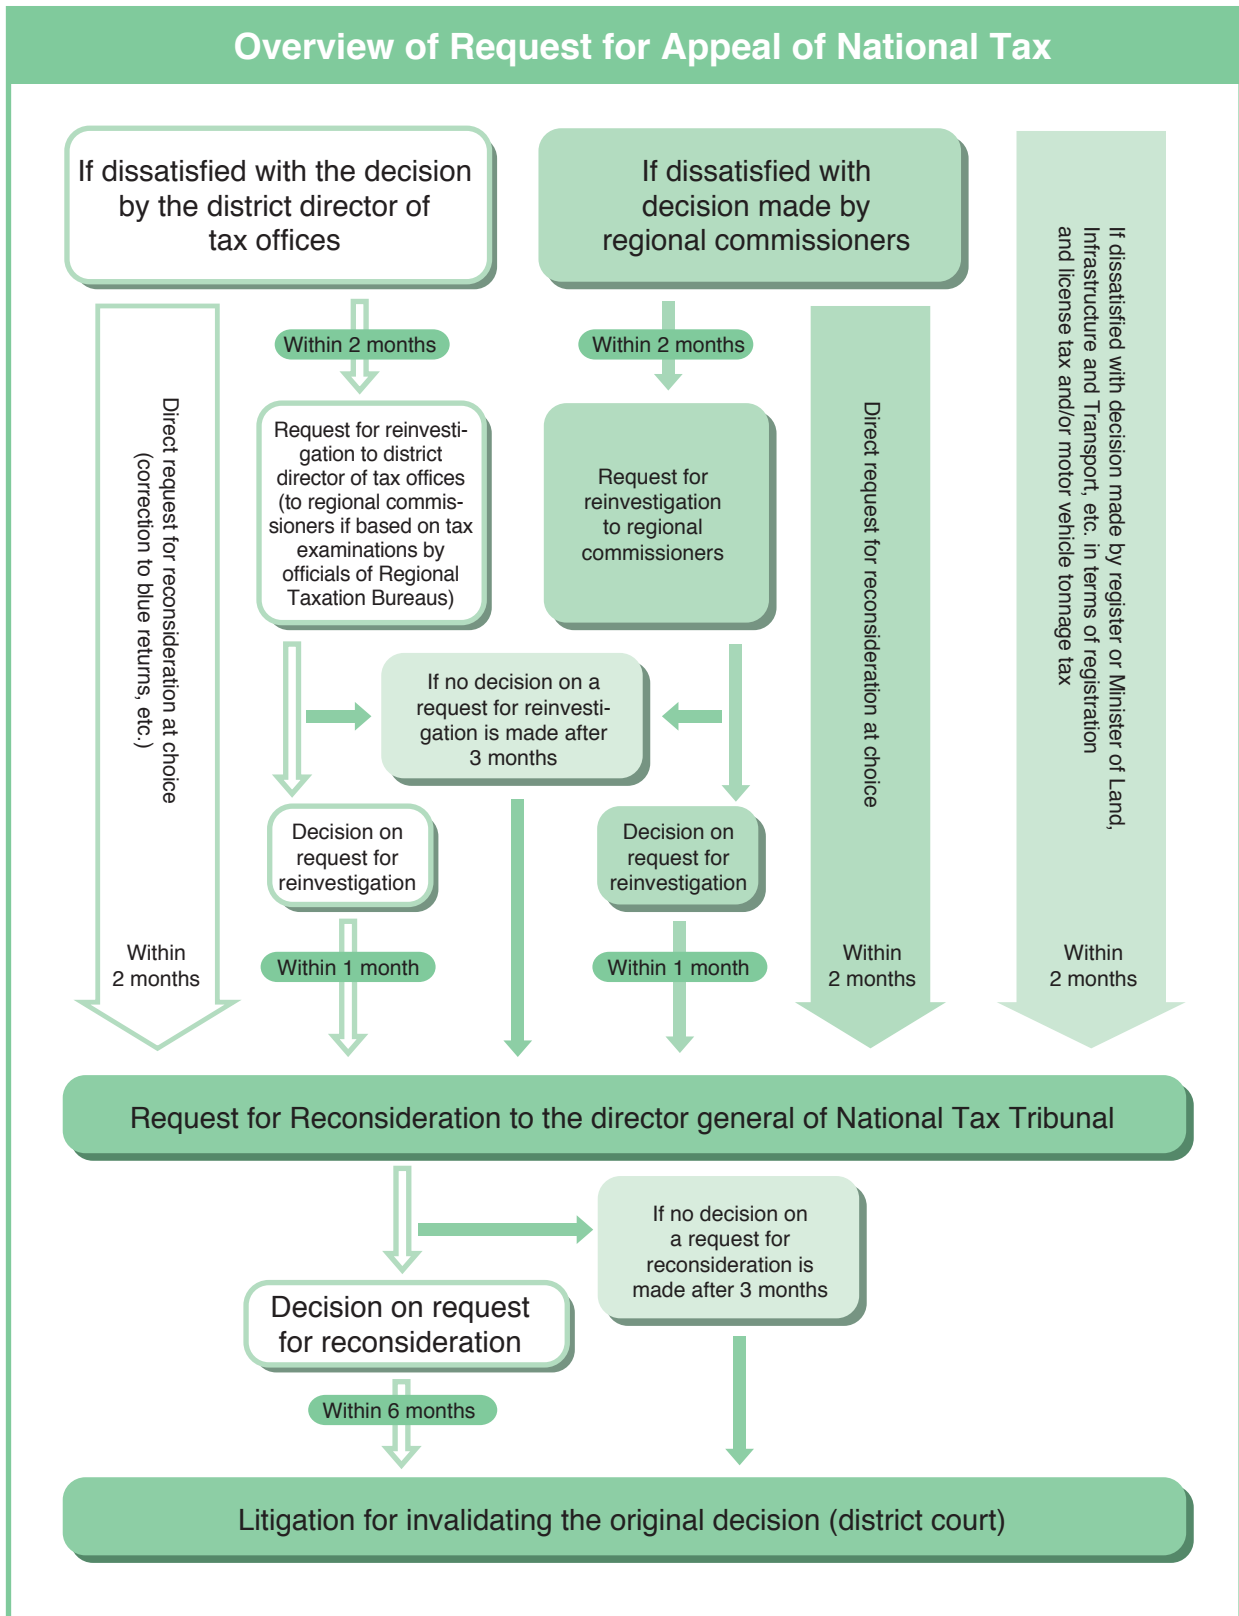 Overview of Request for Appeal of National Tax
If dissatisfied with the decision
by the district director of
tax offices
If dissatisfied with
decision made by
regional commissioners
If dissatisfied with decision made by register or Minister of Land,
Infrastructure and Transport, etc. in terms of registration
and license tax and/or motor vehicle tonnage tax
Within
2 months
Direct request for reconsideration at choice
(correction to blue returns, etc.)
Within
2 months
Within 2 months
Within 2 months
Request for reinvesti-
gation to district
director of tax offices
(to regional commis-
sioners if based on tax
examinations by
officials of Regional
Taxation Bureaus)
Request for
reinvestigation
to regional
commissioners
Direct request for reconsideration at choice
Within
2 months
If no decision on a
request for reinvesti-
gation is made after
3 months
Decision on
request for
reinvestigation
Decision on
request for
reinvestigation
Within 1 month
Within 1 month
Request for Reconsideration to the director general of National Tax Tribunal
If no decision on
a request for
reconsideration is
made after 3 months
Decision on request
for reconsideration
Within 6 months
Litigation for invalidating the original decision (district court)